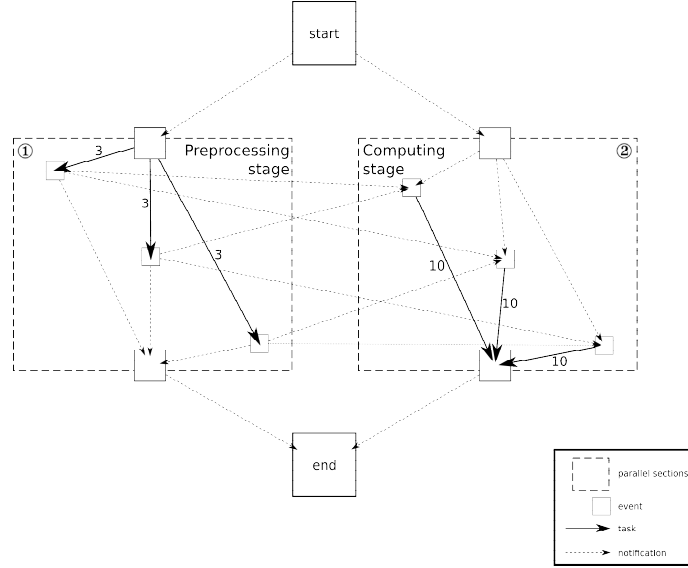 start
① Preprocessing
stage
Computing ②
stage
3
3
3
10
10
10
end
parallel sections
event
task
notification